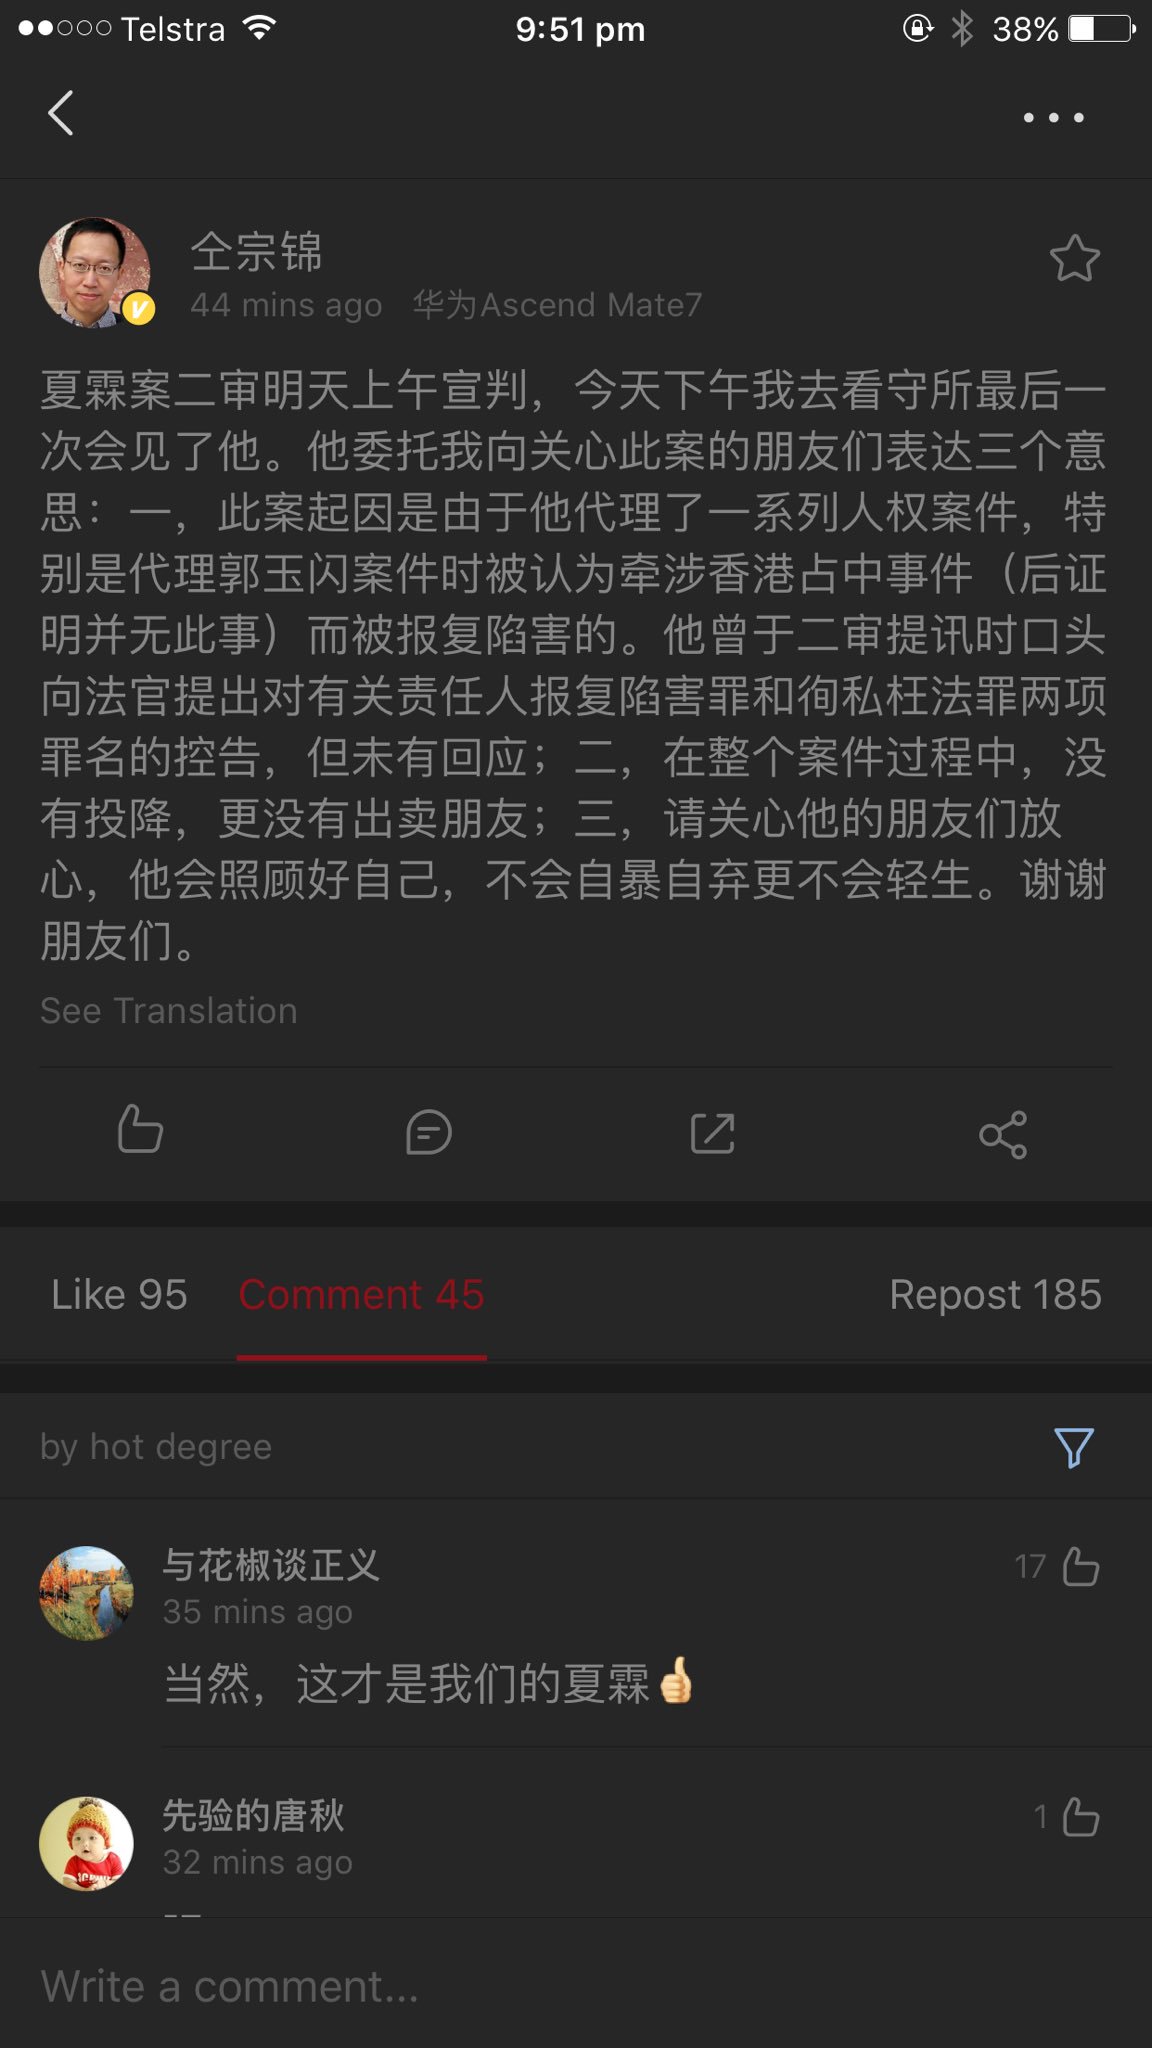 Telstra 9:51 pm 38%
仝宗锦
44 mins ago 华为Ascend Mate7
夏霖案二审明天上午宣判，今天下午我去看守所最后一
次会见了他。他委托我向关心此案的朋友们表达三个意
思：一，此案起因是由于他代理了一系列人权案件，特
别是代理郭玉闪案件时被认为牵涉香港占中事件（后证
明并无此事）而被报复陷害的。他曾于二审提讯时口头
向法官提出对有关责任人报复陷害罪和徇私枉法罪两项
罪名的控告，但未有回应；二，在整个案件过程中，没
有投降，更没有出卖朋友；三，请关心他的朋友们放
心，他会照顾好自己，不会自暴自弃更不会轻生。谢谢
朋友们。
See Translation
Like 95 Comment 45 Repost 185
by hot degree
与花椒谈正义 17
35 mins ago
当然，这才是我们的夏霖👍
先验的唐秋 1
32 mins ago
Write a comment...